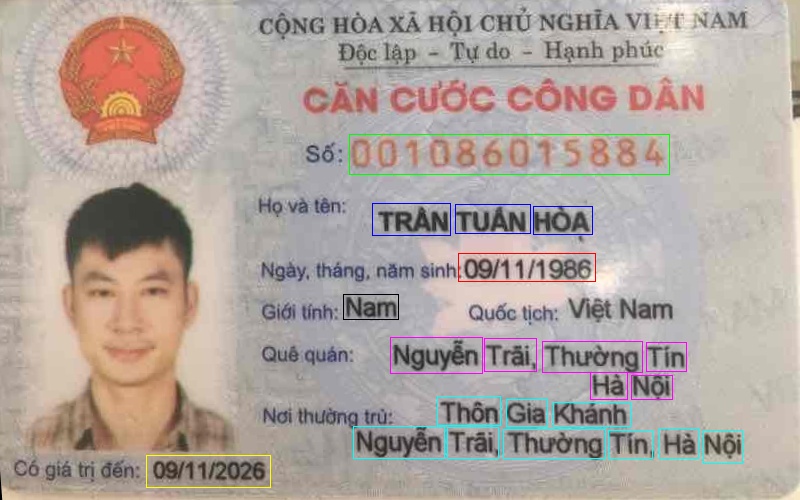 CỘNG HÒA XÃ HỘI CHỦ NGHĨA VIỆT NAM
Độc lập - Tự do - Hạnh phúc
CĂN CƯỚC CÔNG DÂN
Số: 001086015884
Họ và tên: TRẦN TUẤN HÒA
Ngày, tháng, năm sinh: 09/11/1986
Giới tính: Nam Quốc tịch: Việt Nam
Quê quán: Nguyễn Trãi, Thường Tín
Hà Nội
Nơi thường trú: Thôn Gia Khánh
Nguyễn Trãi, Thường Tín, Hà Nội
Có giá trị đến: 09/11/2026